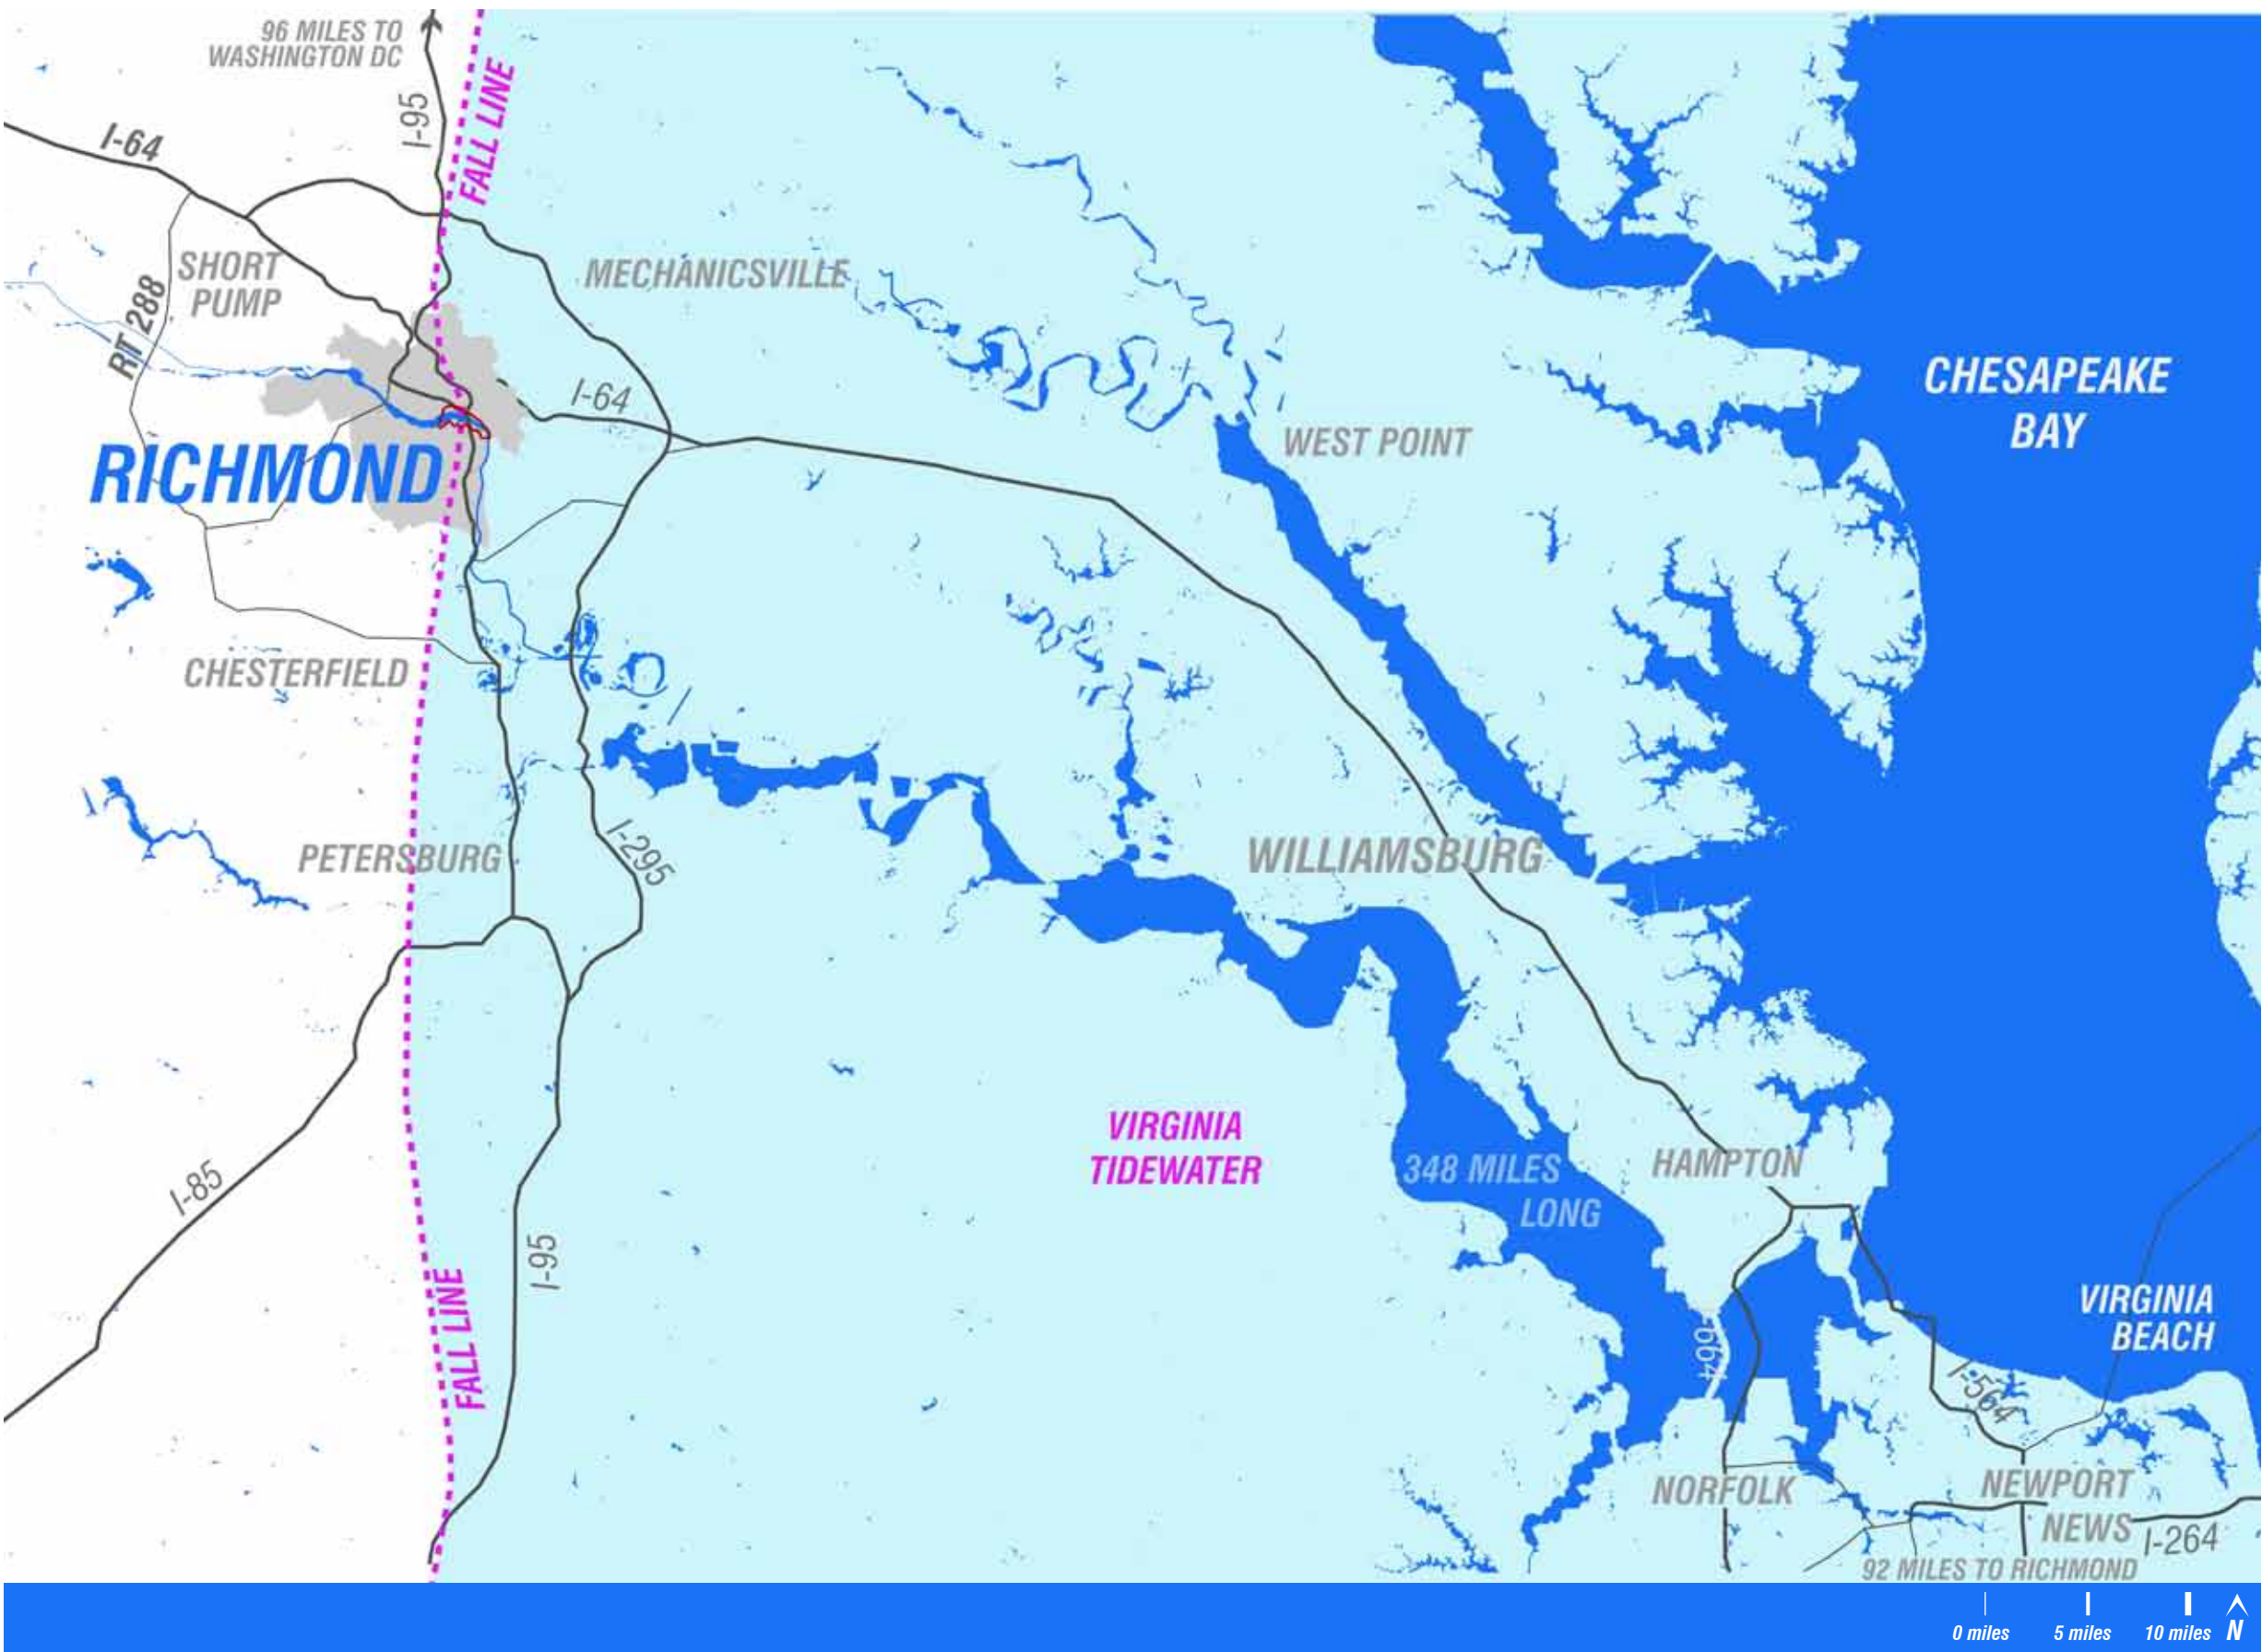 96 MILES TO
WASHINGTON DC
I-95
FALL LINE
I-64
SHORT
PUMP
RT 288
MECHANICSVILLE
I-64
CHESAPEAKE
BAY
RICHMOND
WEST POINT
CHESTERFIELD
PETERSBURG
I-295
WILLIAMSBURG
VIRGINIA
TIDEWATER
348 MILES
LONG
HAMPTON
I-85
I-95
FALL LINE
VIRGINIA
BEACH
I-664
I-564
NORFOLK
NEWPORT
NEWS
I-264
92 MILES TO RICHMOND
0 miles
5 miles
10 miles
N